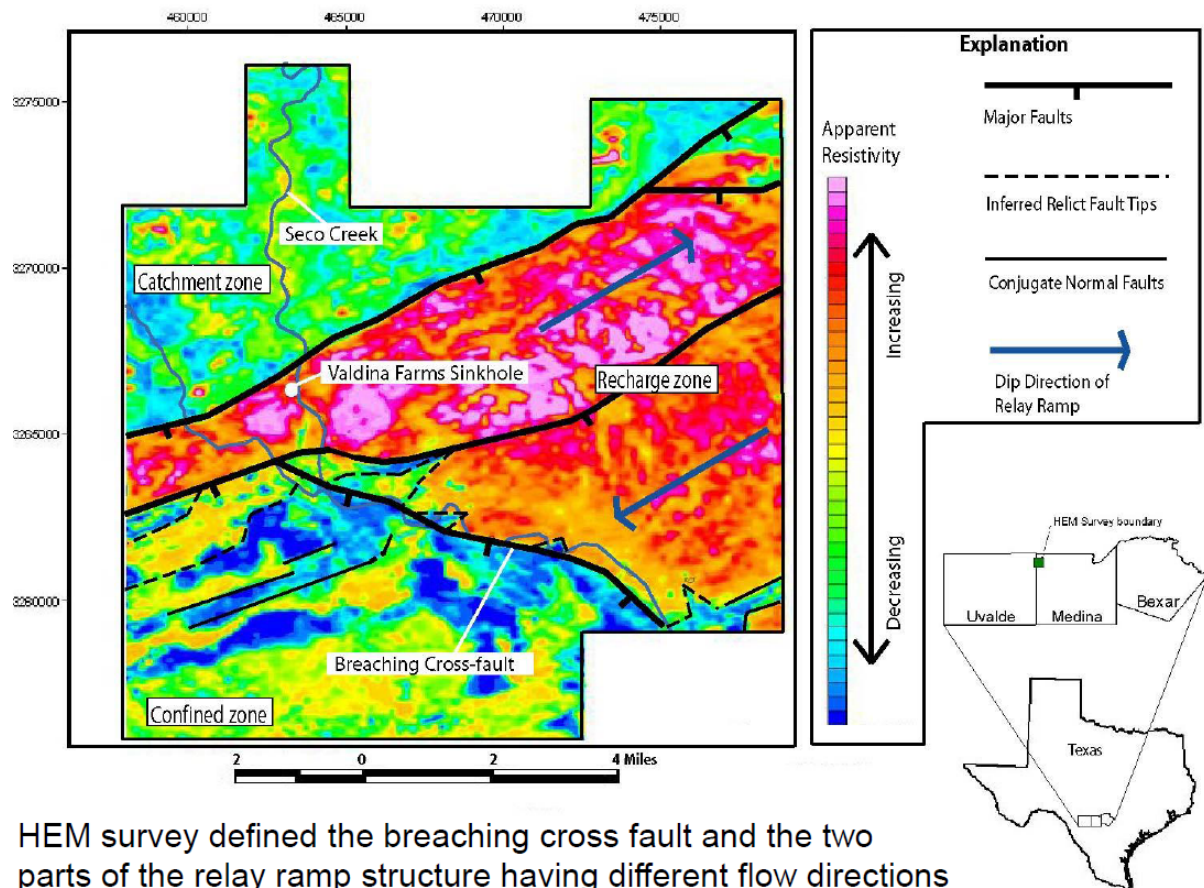 460000 465000 470000 475000
3275000
3270000
3265000
3280000
Seco Creek
Catchment zone
Valdina Farms Sinkhole
Recharge zone
Breaching Cross-fault
Confined zone
2 0 2 4 Miles
Explanation
Major Faults
Inferred Relict Fault Tips
Conjugate Normal Faults
Dip Direction of
Relay Ramp
Apparent
Resistivity
Increasing
Decreasing
HEM Survey boundary
Uvalde
Medina
Bexar
Texas
HEM survey defined the breaching cross fault and the two
parts of the relay ramp structure having different flow directions